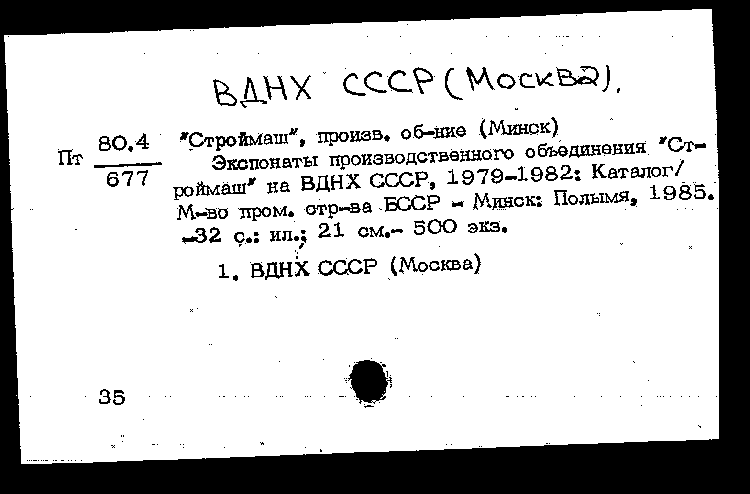 ВДНХ СССР (Москва).
"Строймаш", произв. об-ние (Минск)
Пт 80.4
677
Экспонаты производственного объединения "Ст-
роймаш" на ВДНХ СССР, 1979-1982: Каталог/
М-во пром. стр-ва БССР - Минск: Полымя, 1985.
-32 с.: ил.; 21 см.- 500 экз.
1. ВДНХ СССР (Москва)
35